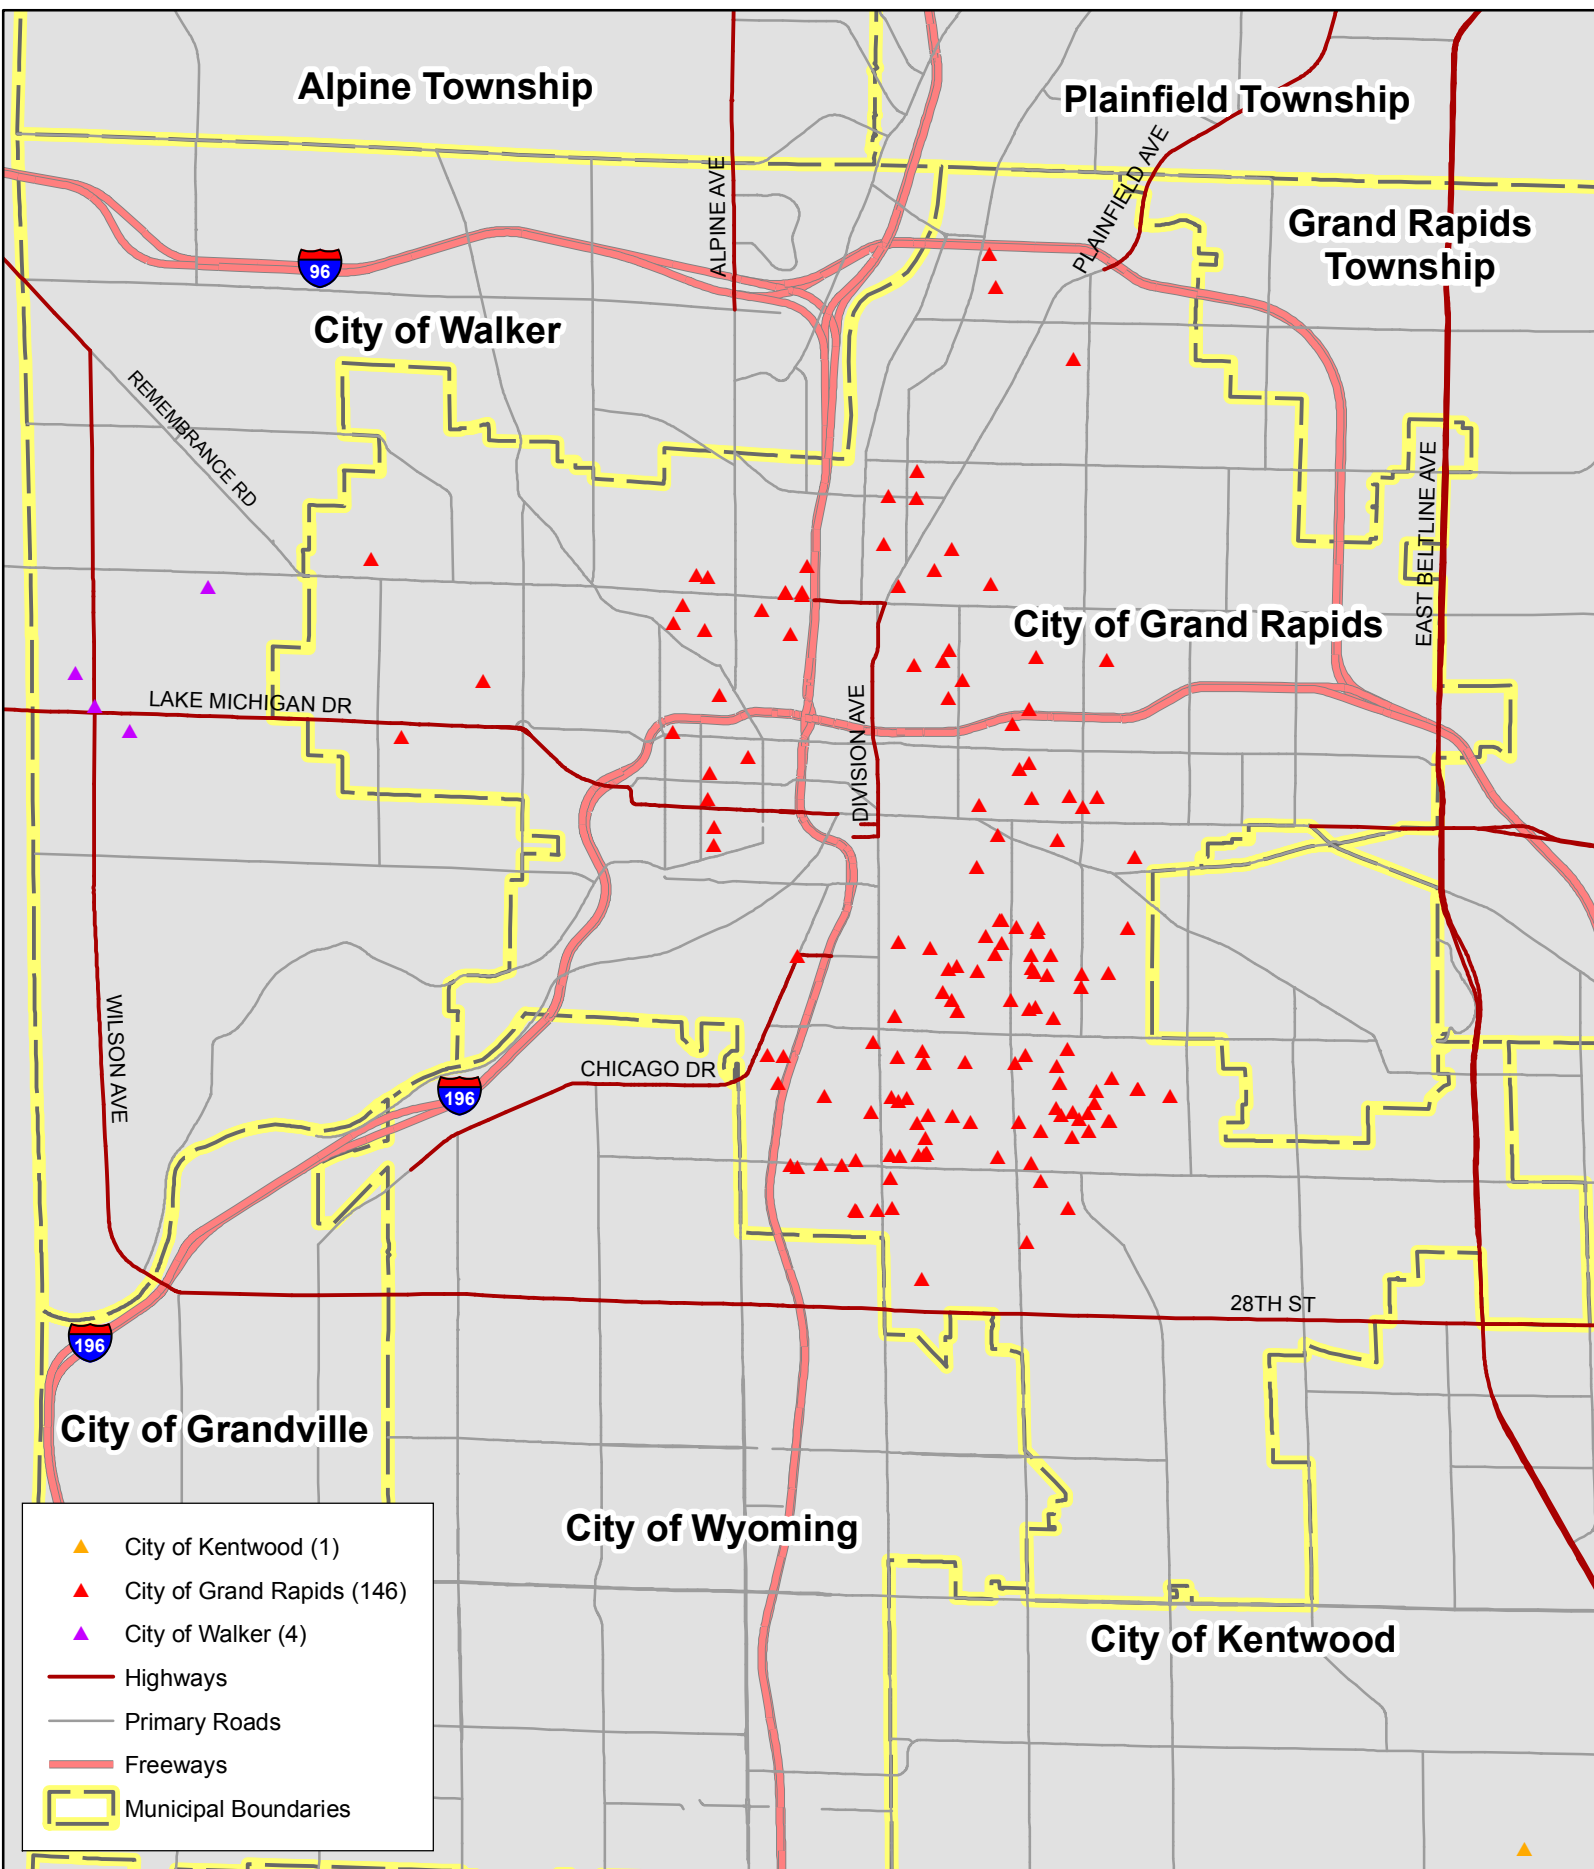 Alpine Township
Plainfield Township
PLAINFIELD AVE
ALPINE AVE
Grand Rapids
Township
96
City of Walker
REMEMBRANCE RD
EAST BELTLINE AVE
City of Grand Rapids
LAKE MICHIGAN DR
DIVISION AVE
WILSON AVE
CHICAGO DR
196
28TH ST
196
City of Grandville
City of Wyoming
City of Kentwood
City of Kentwood (1)
City of Grand Rapids (146)
City of Walker (4)
Highways
Primary Roads
Freeways
Municipal Boundaries